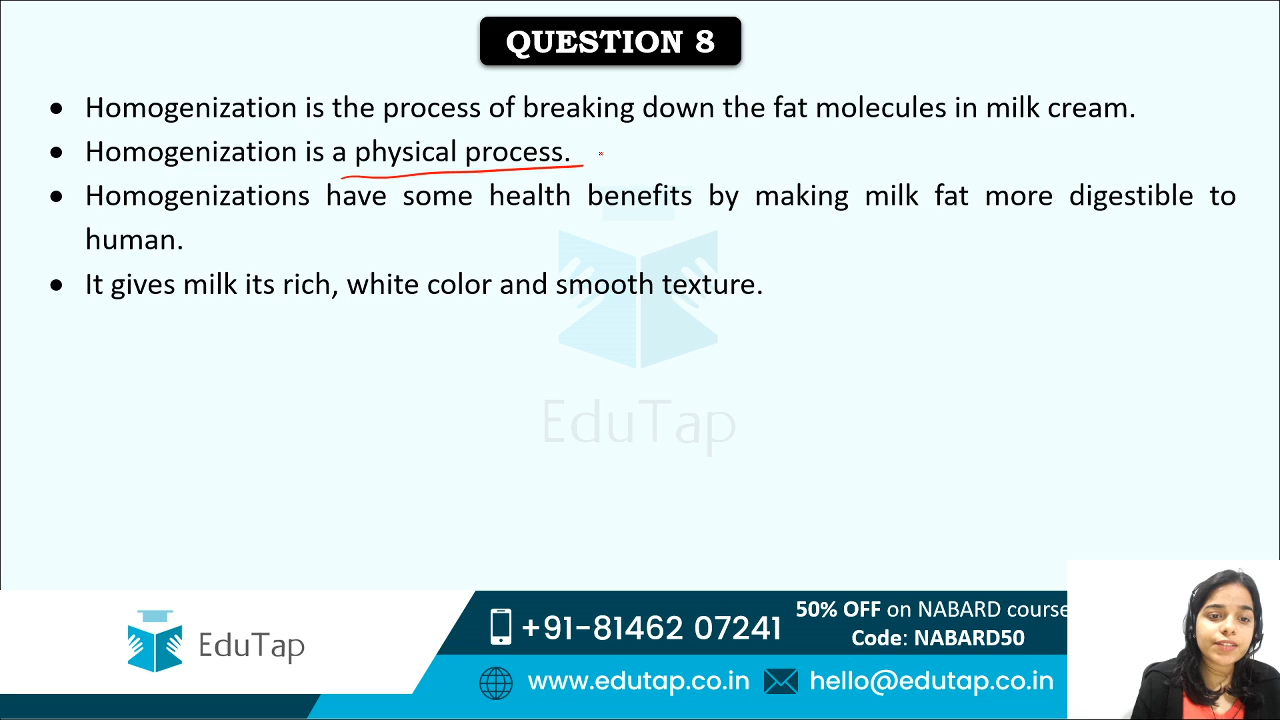 QUESTION 8
• Homogenization is the process of breaking down the fat molecules in milk cream.
• Homogenization is a physical process.
• Homogenizations have some health benefits by making milk fat more digestible to
human.
• It gives milk its rich, white color and smooth texture.
EduTap
EduTap
+91-81462 07241
50% OFF on NABARD course
Code: NABARD50
www.edutap.co.in
hello@edutap.co.in